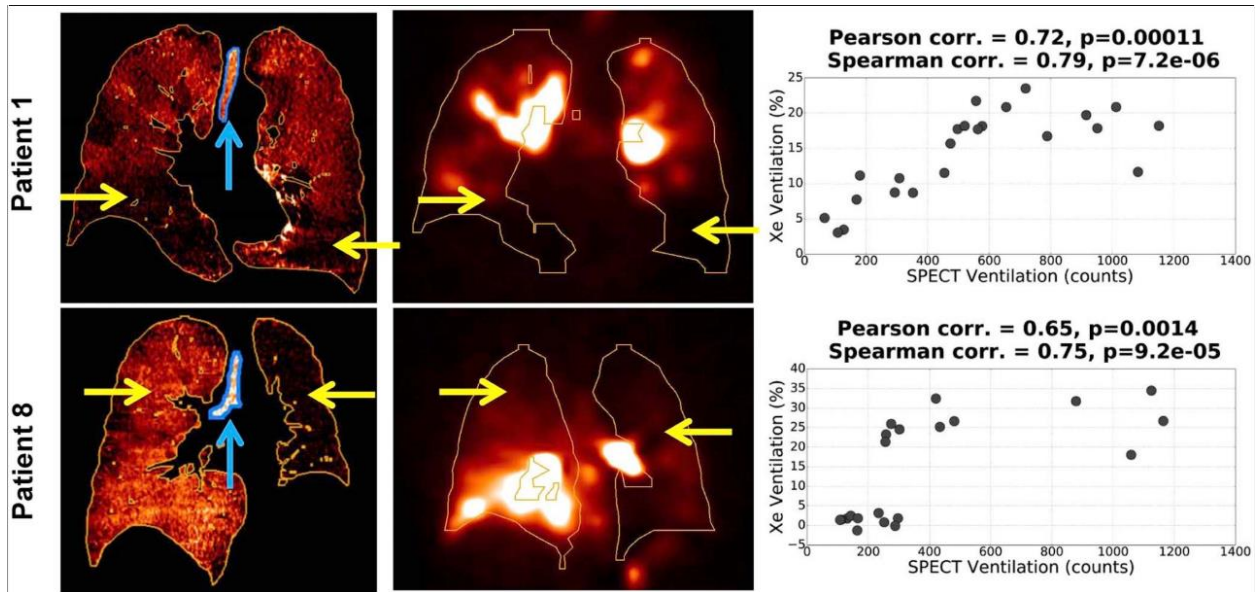 Patient 1
Pearson corr. = 0.72, p=0.00011
Spearman corr. = 0.79, p=7.2e-06
Xe Ventilation (%)
25
20
15
10
5
0
0 200 400 600 800 1000 1200 1400
SPECT Ventilation (counts)
Patient 8
Pearson corr. = 0.65, p=0.0014
Spearman corr. = 0.75, p=9.2e-05
Xe Ventilation (%)
40
35
30
25
20
15
10
5
0
−5
0 200 400 600 800 1000 1200 1400
SPECT Ventilation (counts)